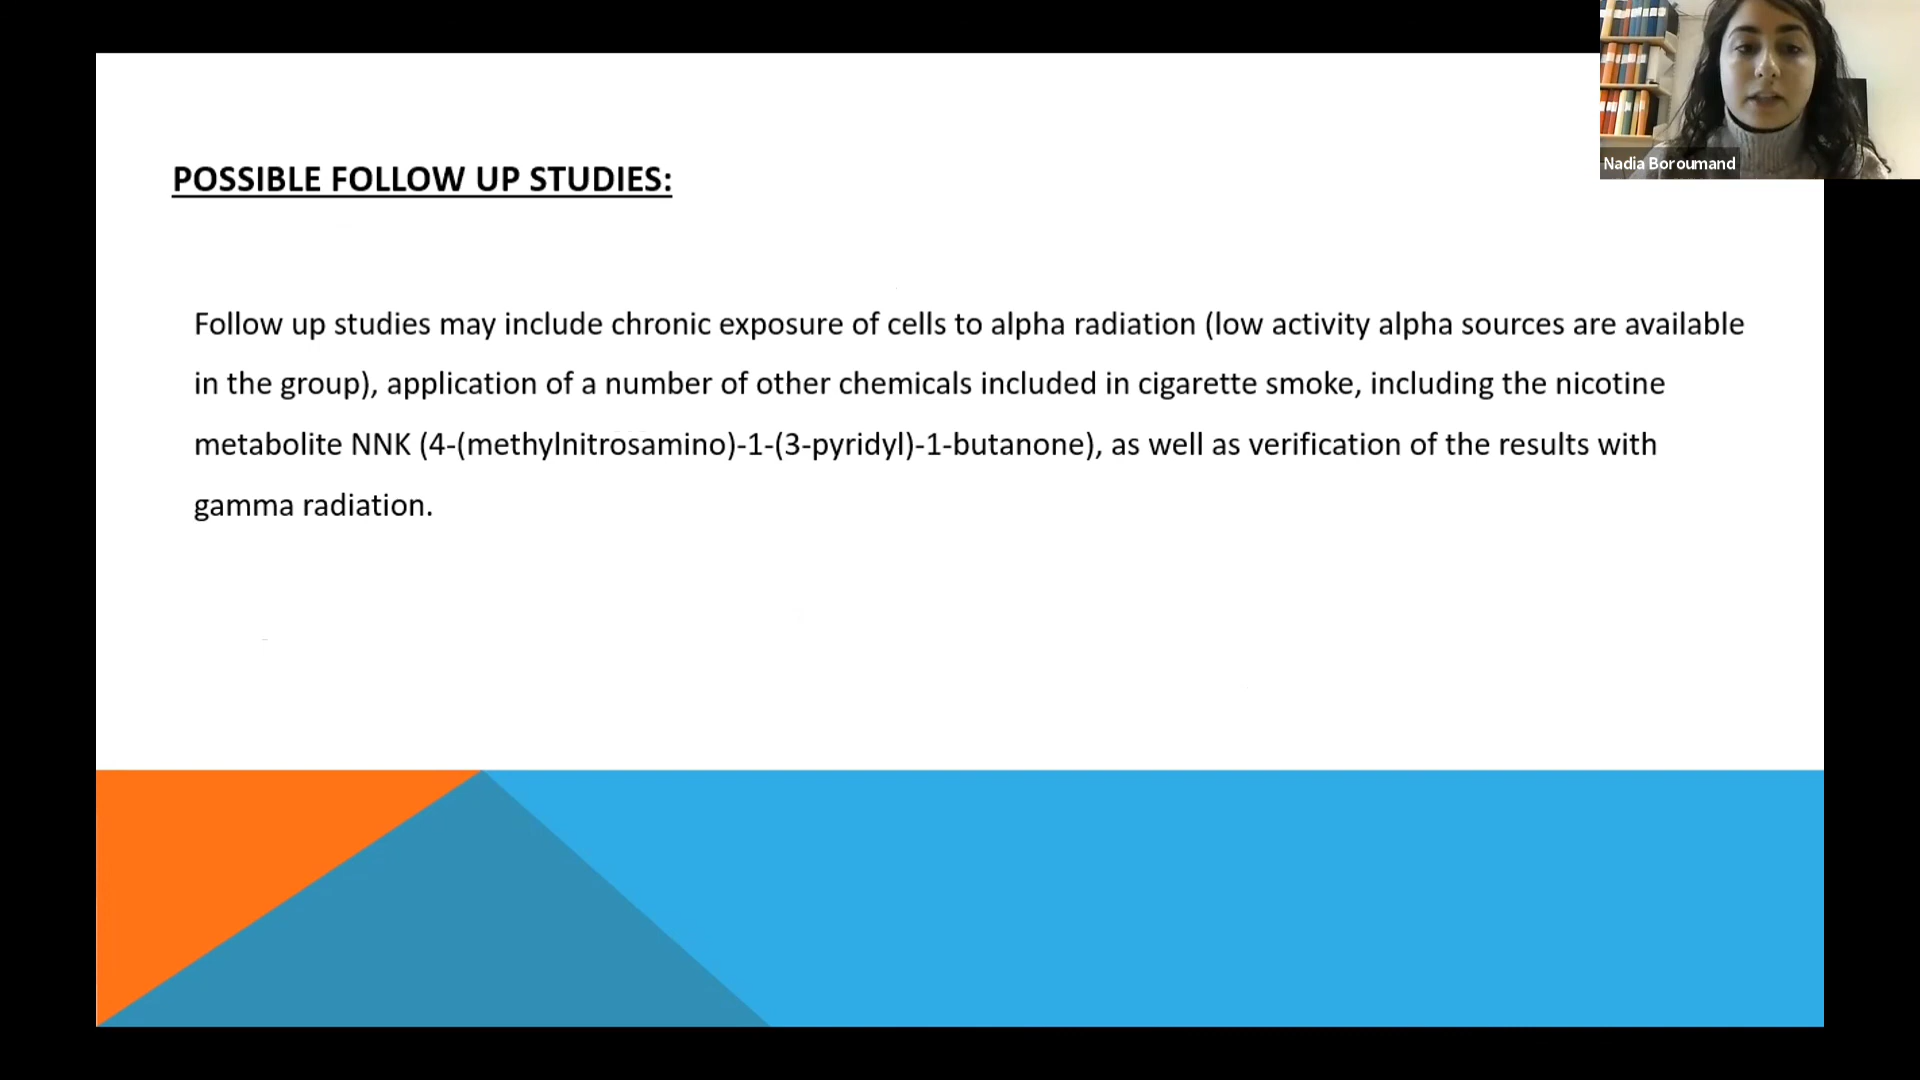 POSSIBLE FOLLOW UP STUDIES:
Follow up studies may include chronic exposure of cells to alpha radiation (low activity alpha sources are available
in the group), application of a number of other chemicals included in cigarette smoke, including the nicotine
metabolite NNK (4-(methylnitrosamino)-1-(3-pyridyl)-1-butanone), as well as verification of the results with
gamma radiation.
Nadia Boroumand